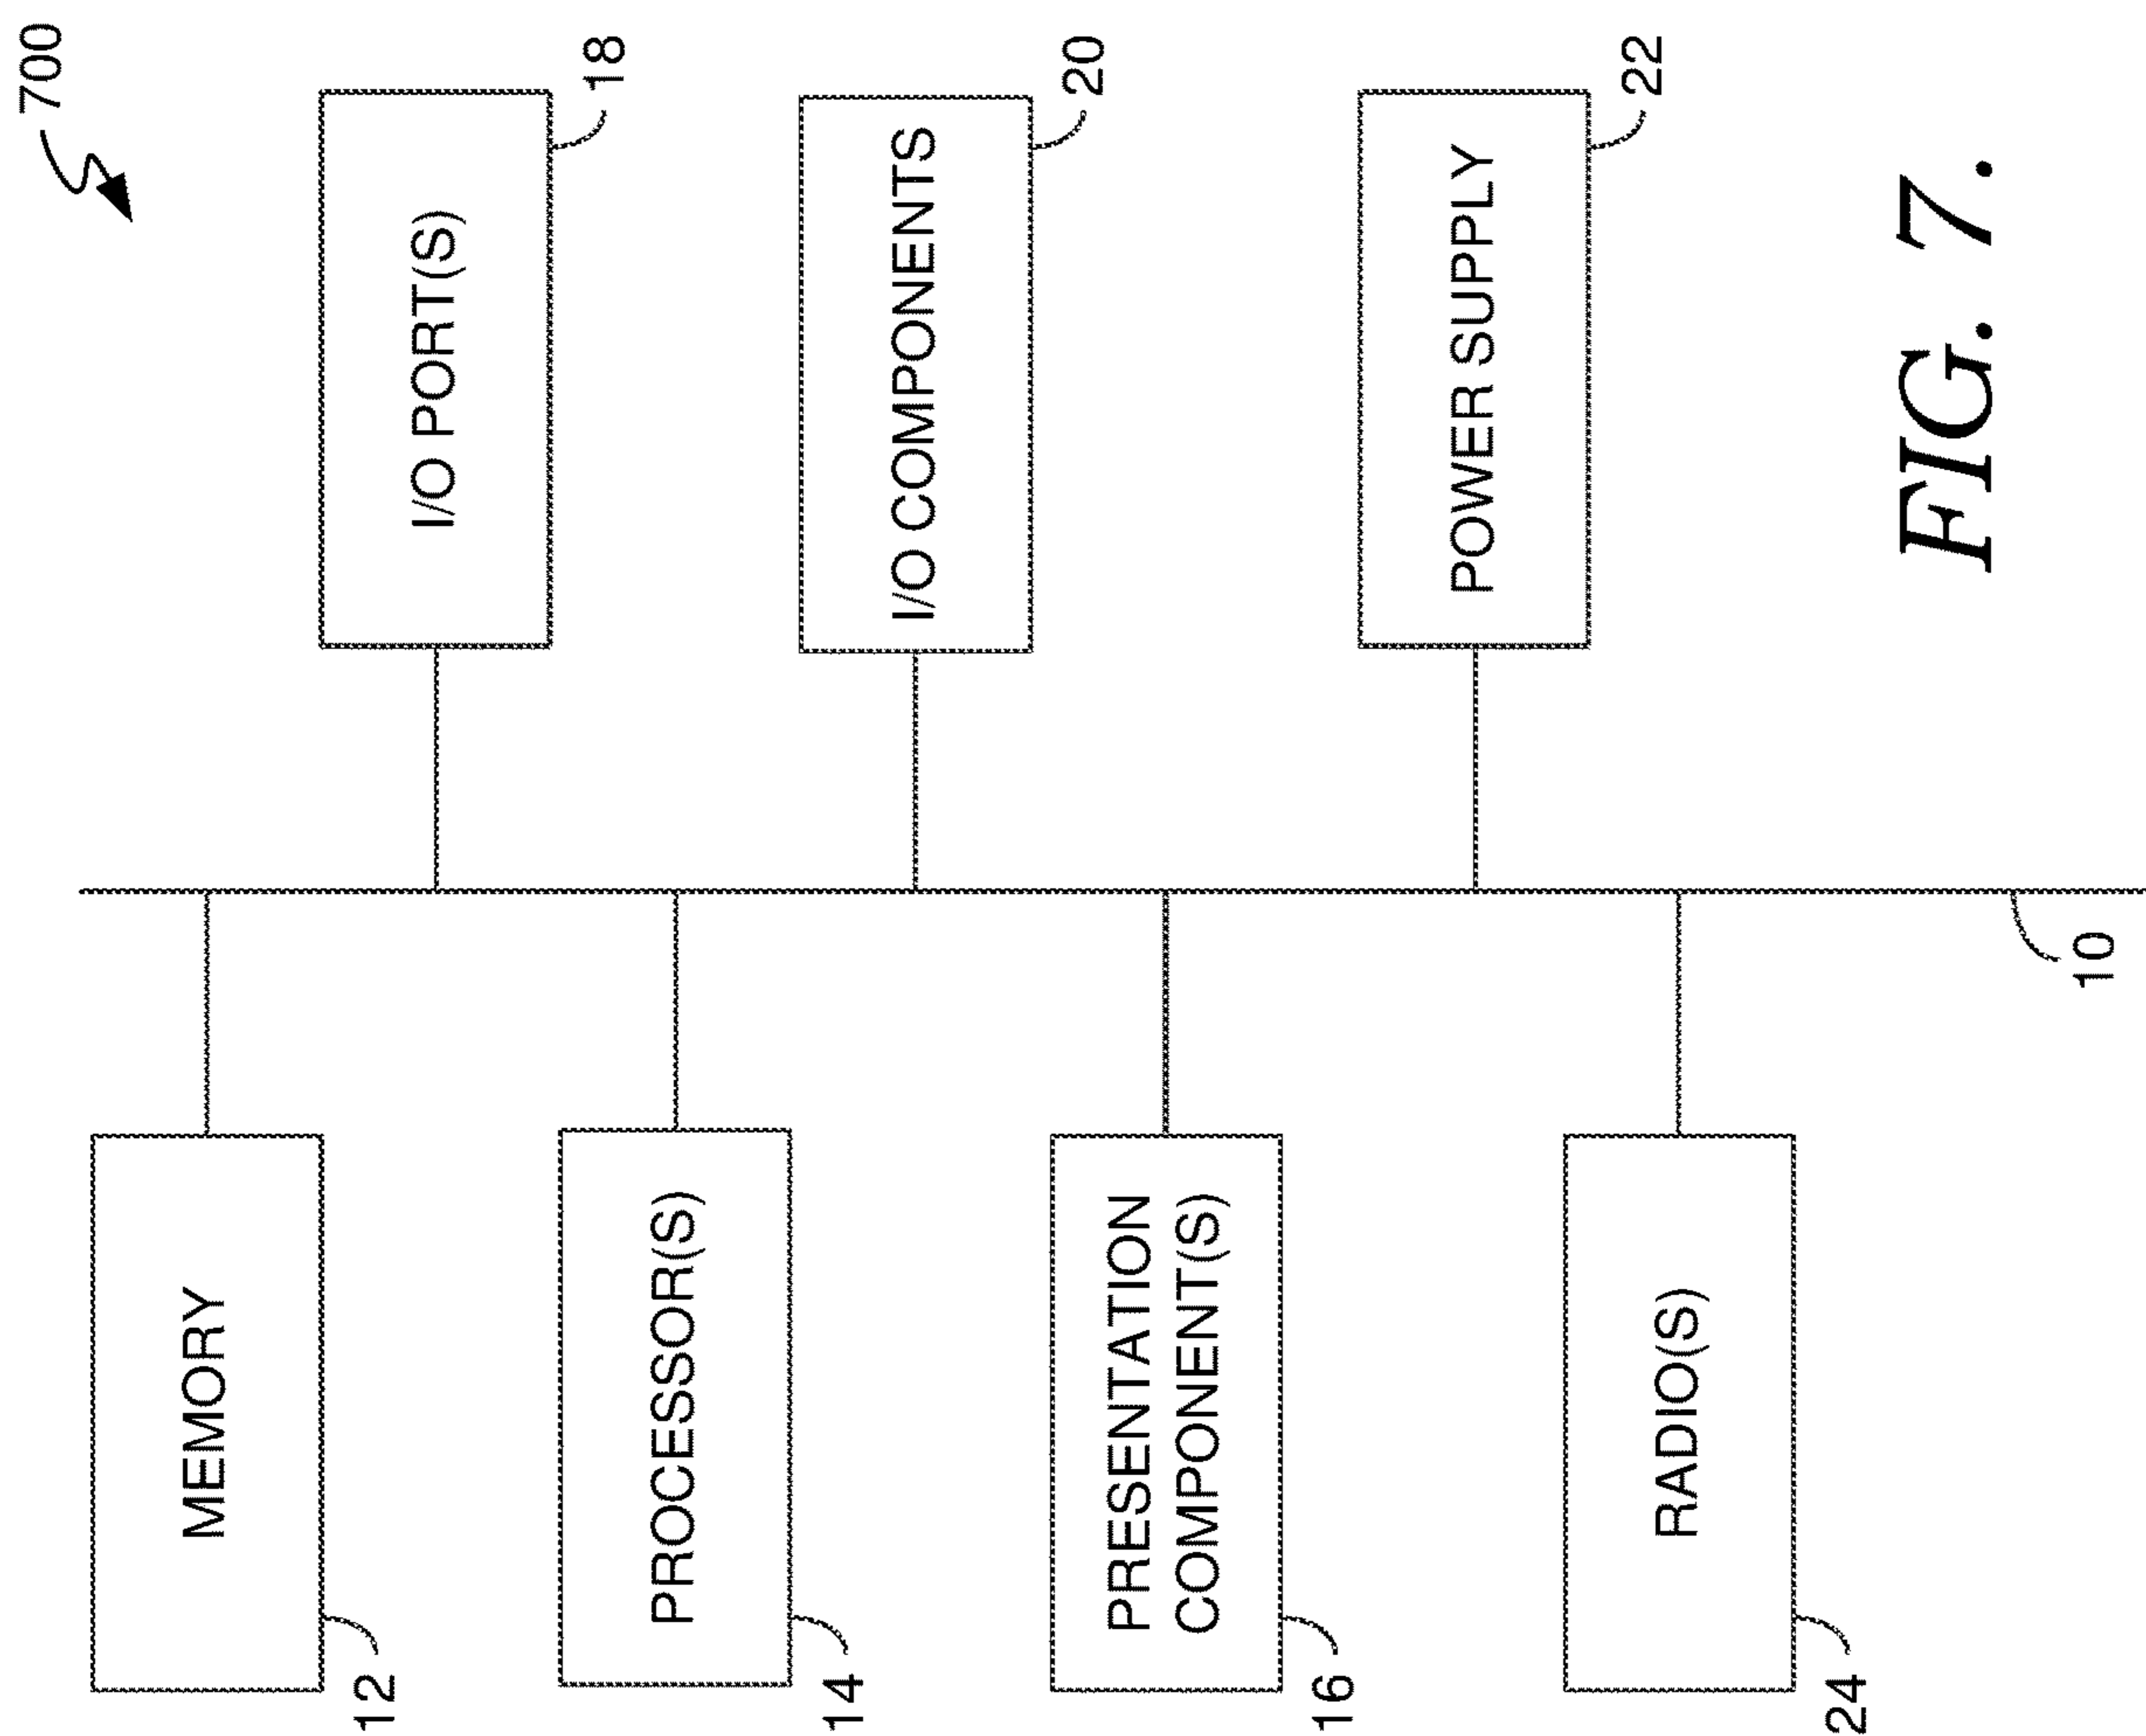 700
MEMORY
12
I/O PORT(S)
18
PROCESSOR(S)
14
I/O COMPONENTS
20
PRESENTATION
COMPONENT(S)
16
POWER SUPPLY
22
RADIO(S)
24
10
FIG. 7.